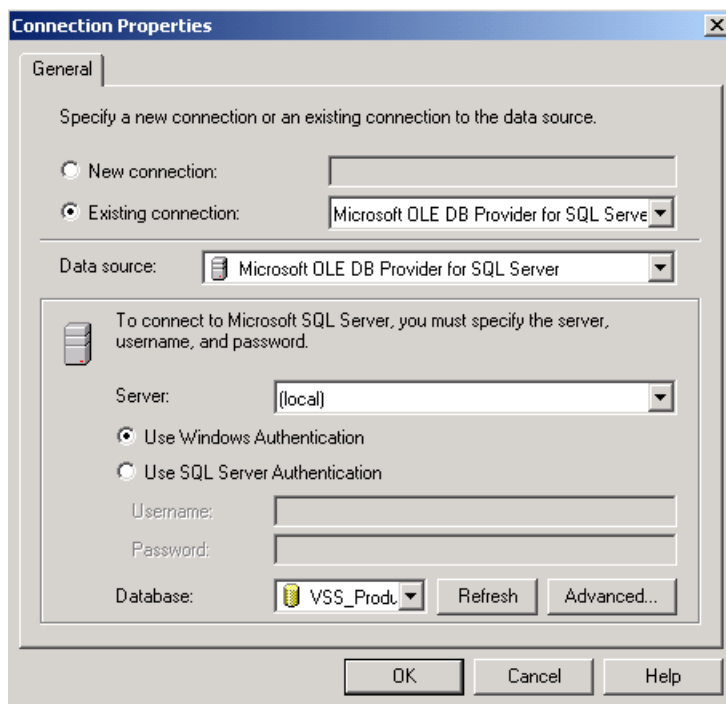 Connection Properties
General
Specify a new connection or an existing connection to the data source.
New connection:
Existing connection: Microsoft OLE DB Provider for SQL Serve
Data source: Microsoft OLE DB Provider for SQL Server
To connect to Microsoft SQL Server, you must specify the server,
username, and password.
Server: (local)
Use Windows Authentication
Use SQL Server Authentication
Username:
Password:
Database: VSS_Produ Refresh Advanced...
OK Cancel Help